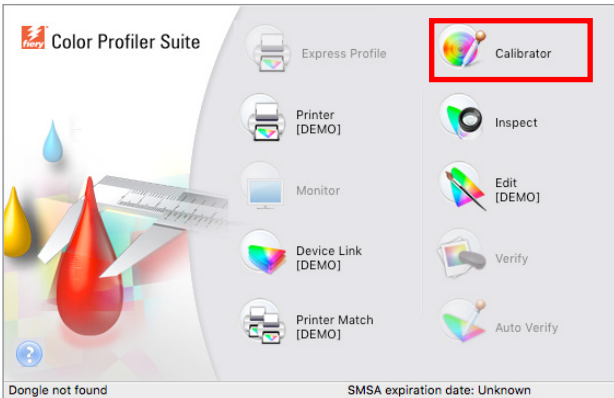 fiery Color Profiler Suite
Express Profile
Calibrator
Printer
[DEMO]
Inspect
Monitor
Edit
[DEMO]
Device Link
[DEMO]
Verify
Printer Match
[DEMO]
Auto Verify
?
Dongle not found
SMSA expiration date: Unknown